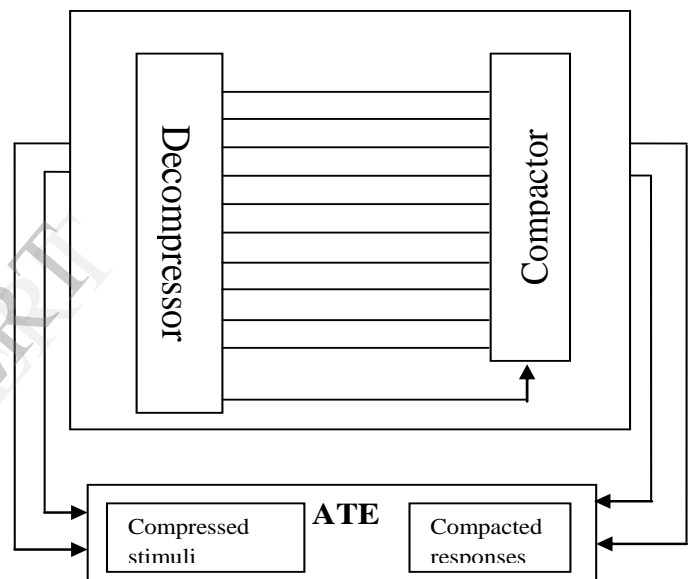 Decompressor
Compactor
ATE
Compressed
stimuli
Compacted
responses